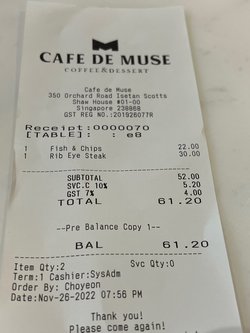 M
CAFE DE MUSE
COFFEE&DESSERT
Cafe de Muse
350 Orchard Road Isetan Scotts
Shaw House #01-00
Singapore 238868
GST REG NO.:201926077R
Receipt:0000070
[TABLE]: : e8
1 Fish & Chips 22.00
1 Rib Eye Steak 30.00
SUBTOTAL 52.00
SVC.C 10% 5.20
GST 7% 4.00
TOTAL 61.20
--Pre Balance Copy 1--
BAL 61.20
Item Qty:2 Svc Qty:0
Term:1 Cashier:SysAdm
Order By: Choyeon
Date:Nov-26-2022 07:56 PM
Thank you!
Please come again!